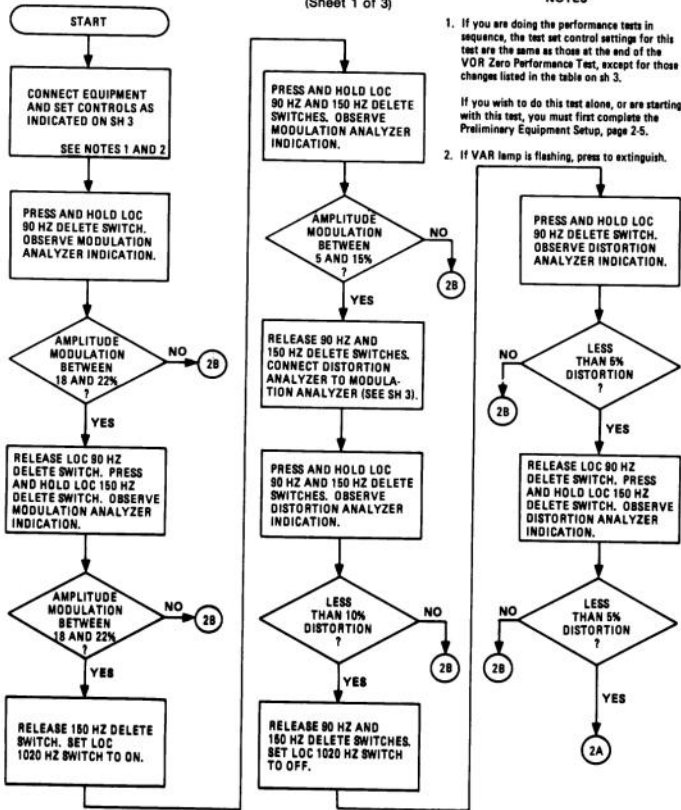 (Sheet 1 of 3)
START
CONNECT EQUIPMENT
AND SET CONTROLS AS
INDICATED ON SH 3
SEE NOTES 1 AND 2
PRESS AND HOLD LOC
90 HZ DELETE SWITCH.
OBSERVE MODULATION
ANALYZER INDICATION.
AMPLITUDE
MODULATION
BETWEEN
18 AND 22%
?
NO
2B
YES
RELEASE LOC 90 HZ
DELETE SWITCH. PRESS
AND HOLD LOC 150 HZ
DELETE SWITCH. OBSERVE
MODULATION ANALYZER
INDICATION.
AMPLITUDE
MODULATION
BETWEEN
18 AND 22%
?
NO
2B
YES
RELEASE 150 HZ DELETE
SWITCH. SET LOC
1020 HZ SWITCH TO ON.
PRESS AND HOLD LOC
90 HZ AND 150 HZ DELETE
SWITCHES. OBSERVE
MODULATION ANALYZER
INDICATION.
AMPLITUDE
MODULATION
BETWEEN
5 AND 15%
?
NO
2B
YES
RELEASE 90 HZ AND
150 HZ DELETE SWITCHES.
CONNECT DISTORTION
ANALYZER TO MODULA-
TION ANALYZER (SEE SH 3).
PRESS AND HOLD LOC
90 HZ AND 150 HZ DELETE
SWITCHES. OBSERVE
DISTORTION ANALYZER
INDICATION.
LESS
THAN 10%
DISTORTION
?
NO
2B
YES
RELEASE 90 HZ AND
150 HZ DELETE SWITCHES.
SET LOC 1020 HZ SWITCH
TO OFF.
NOTES
1. If you are doing the performance tests in
sequence, the test set control settings for this
test are the same as those at the end of the
VOR Zero Performance Test, except for those
changes listed in the table on sh 3.
If you wish to do this test alone, or are starting
with this test, you must first complete the
Preliminary Equipment Setup, page 2-5.
2. If VAR lamp is flashing, press to extinguish.
PRESS AND HOLD LOC
90 HZ DELETE SWITCH.
OBSERVE DISTORTION
ANALYZER INDICATION.
LESS
THAN 5%
DISTORTION
?
NO
2B
YES
RELEASE LOC 90 HZ
DELETE SWITCH. PRESS
AND HOLD LOC 150 HZ
DELETE SWITCH. OBSERVE
DISTORTION ANALYZER
INDICATION.
LESS
THAN 5%
DISTORTION
?
NO
2B
YES
2A